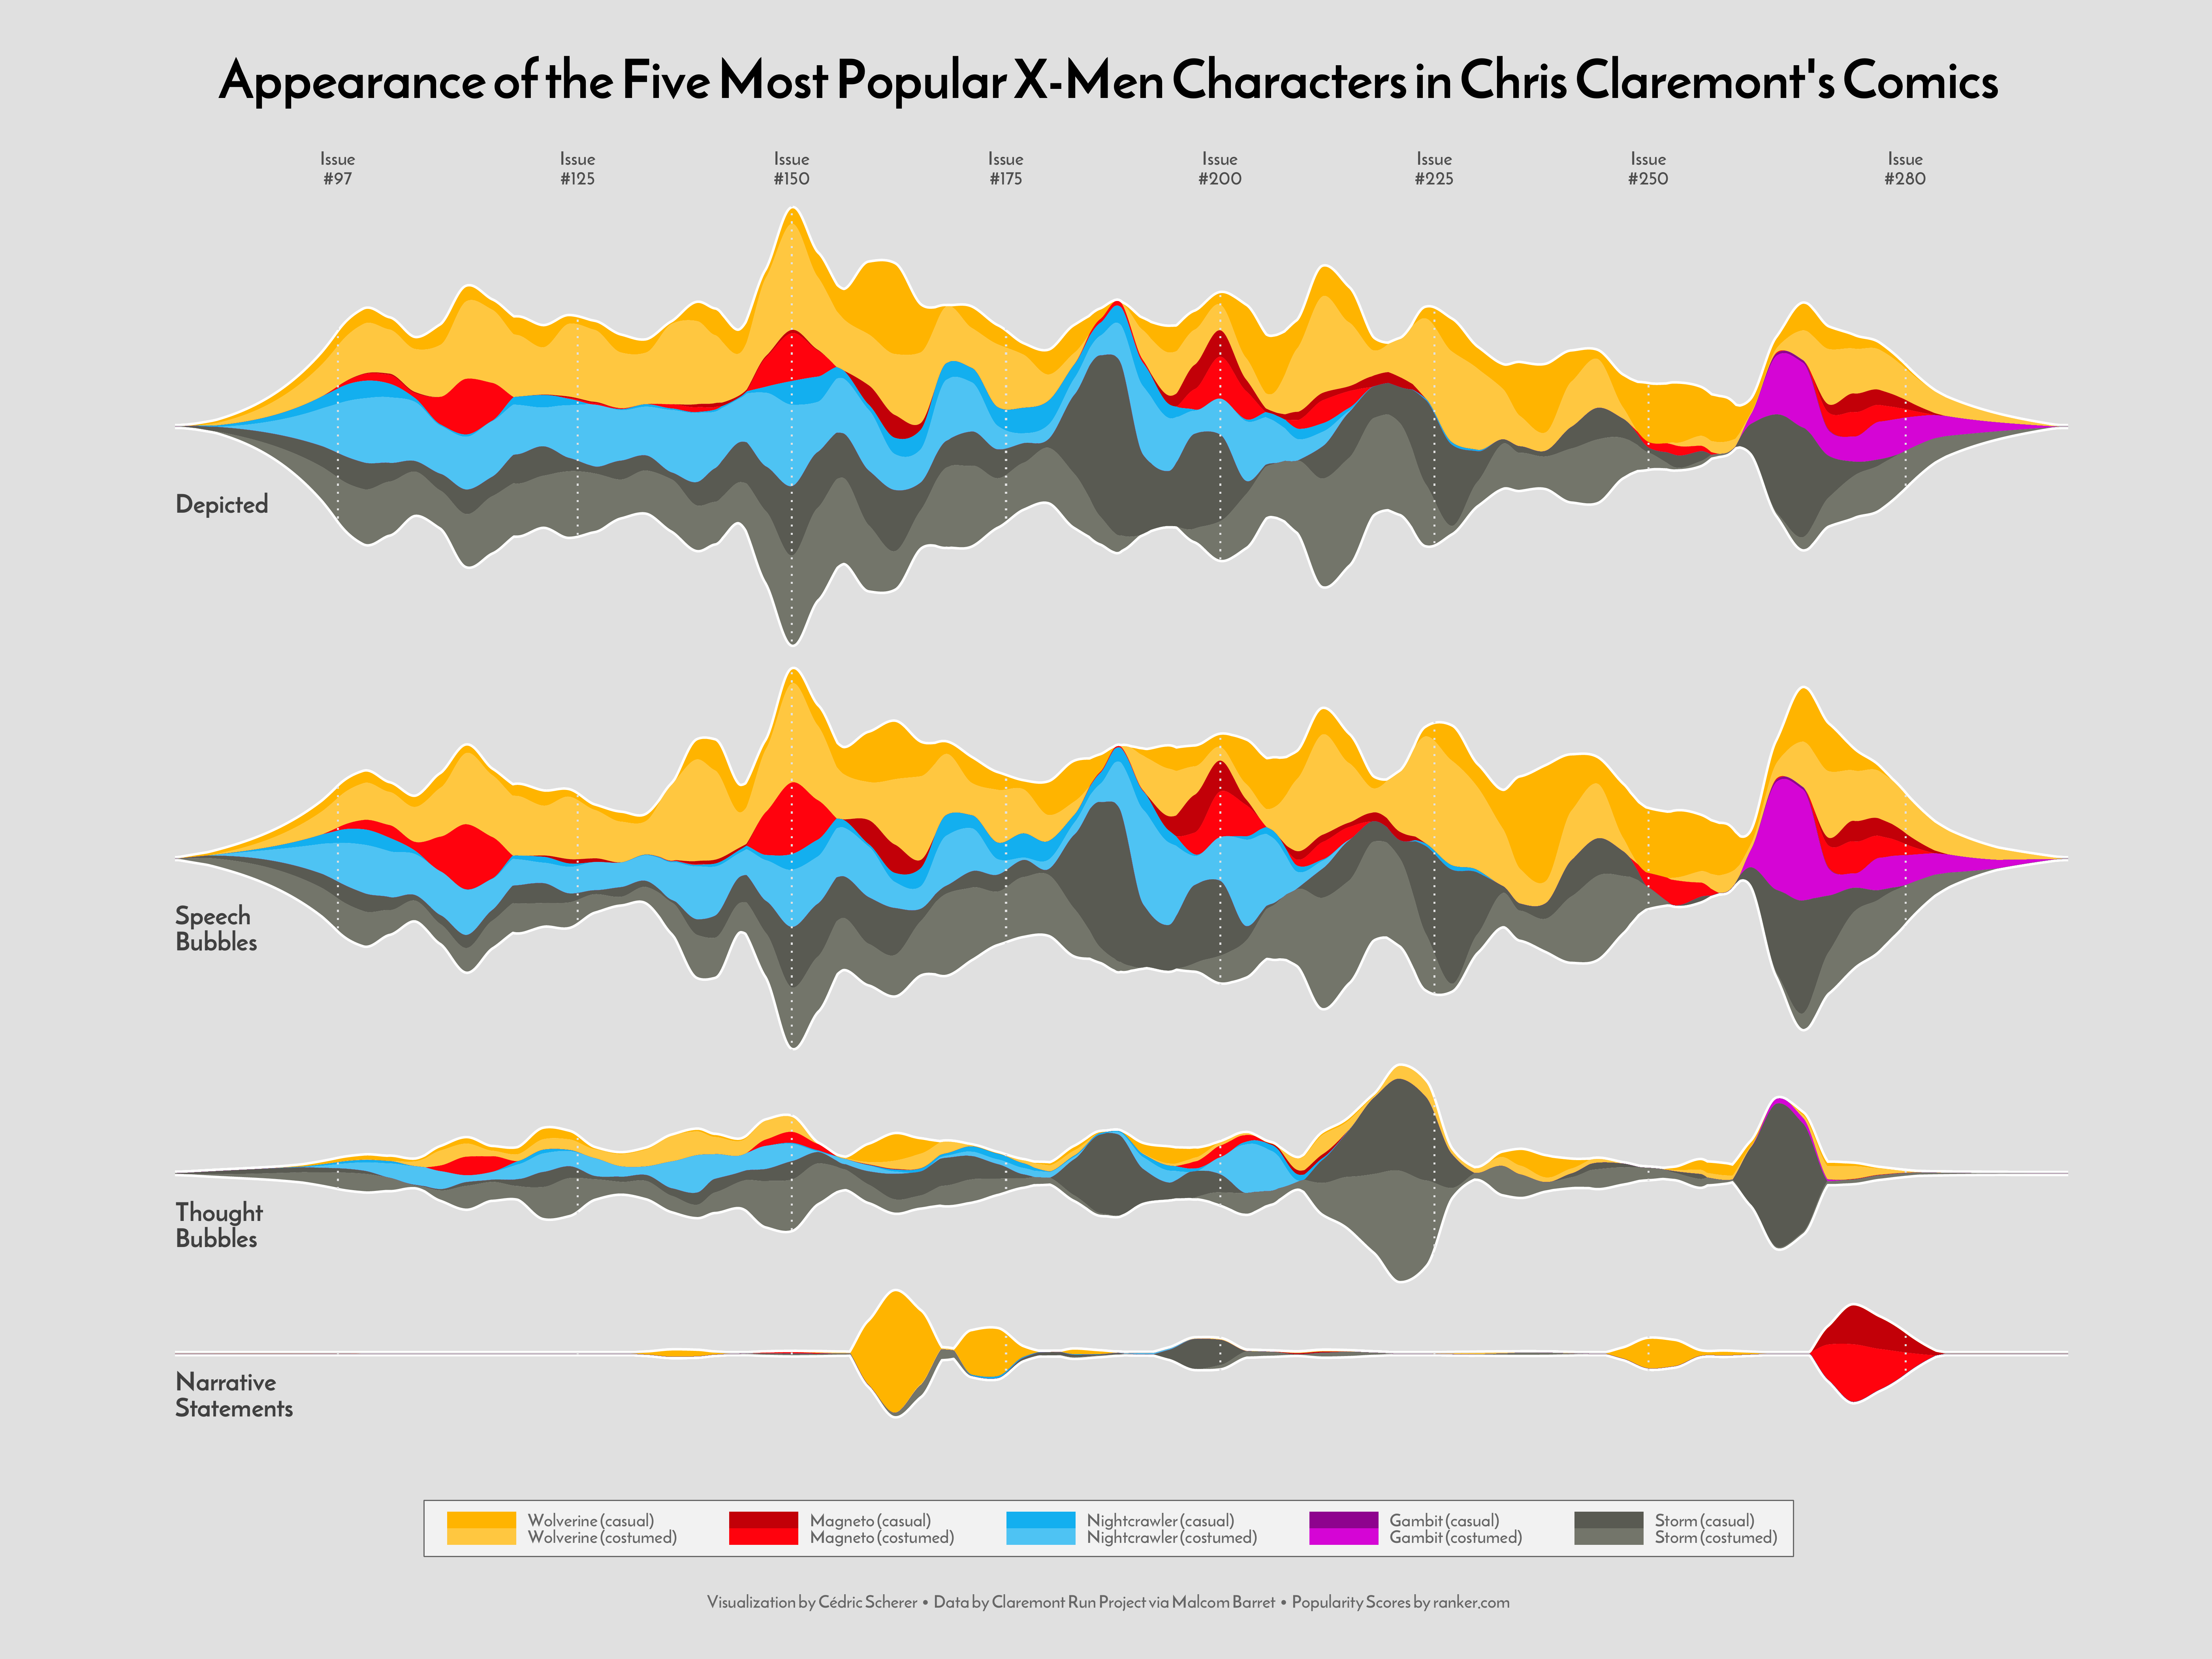 Appearance of the Five Most Popular X-Men Characters in Chris Claremont's Comics
Issue #97
Issue #125
Issue #150
Issue #175
Issue #200
Issue #225
Issue #250
Issue #280
Depicted
Speech
Bubbles
Thought
Bubbles
Narrative
Statements
Wolverine (casual)
Wolverine (costumed)
Magneto (casual)
Magneto (costumed)
Nightcrawler (casual)
Nightcrawler (costumed)
Gambit (casual)
Gambit (costumed)
Storm (casual)
Storm (costumed)
Visualization by Cédric Scherer • Data by Claremont Run Project via Malcom Barret • Popularity Scores by ranker.com